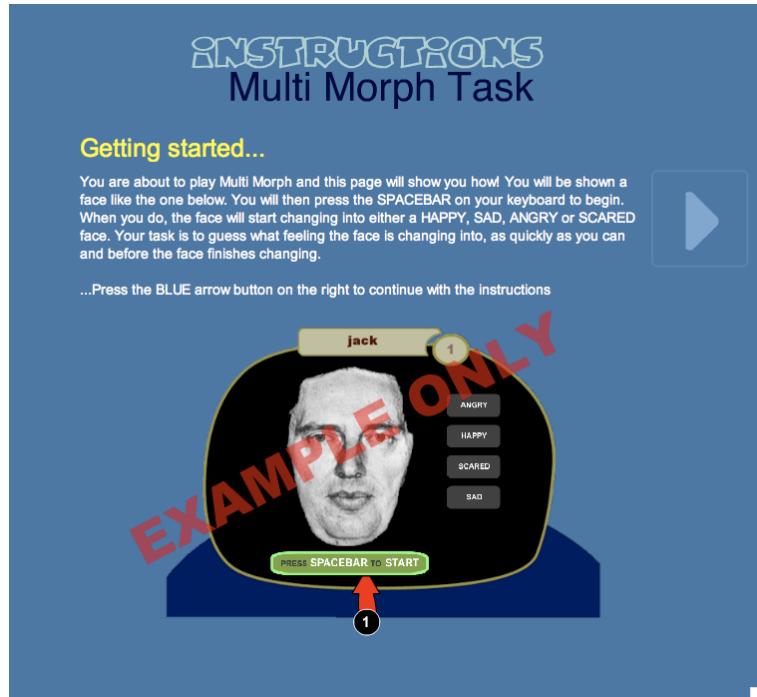 INSTRUCTIONS
Multi Morph Task
Getting started...
You are about to play Multi Morph and this page will show you how! You will be shown a
face like the one below. You will then press the SPACEBAR on your keyboard to begin.
When you do, the face will start changing into either a HAPPY, SAD, ANGRY or SCARED
face. Your task is to guess what feeling the face is changing into, as quickly as you can
and before the face finishes changing.
...Press the BLUE arrow button on the right to continue with the instructions
jack
1
EXAMPLE ONLY
ANGRY
HAPPY
SCARED
SAD
PRESS SPACEBAR TO START
1